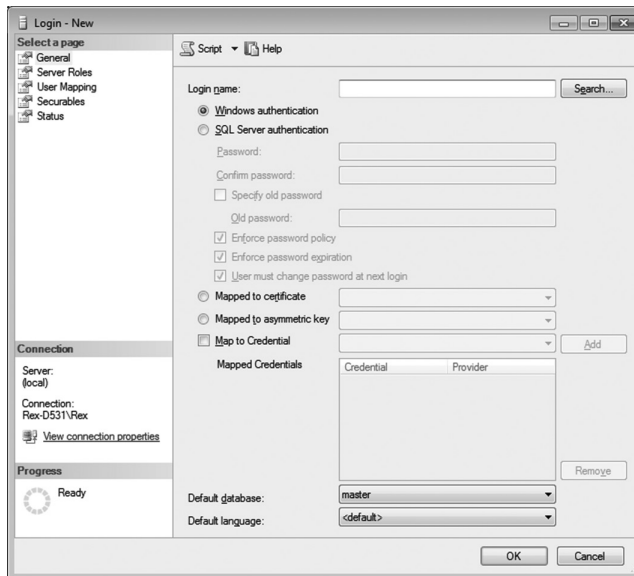 Login - New
Select a page
General
Server Roles
User Mapping
Securables
Status
Script Help
Login name: Search...
Windows authentication
SQL Server authentication
Password:
Confirm password:
Specify old password
Old password:
Enforce password policy
Enforce password expiration
User must change password at next login
Mapped to certificate
Mapped to asymmetric key
Map to Credential Add
Mapped Credentials Credential Provider
Remove
Default database: master
Default language: <default>
Connection
Server:
(local)
Connection:
Rex-D531\Rex
View connection properties
Progress
Ready
OK Cancel